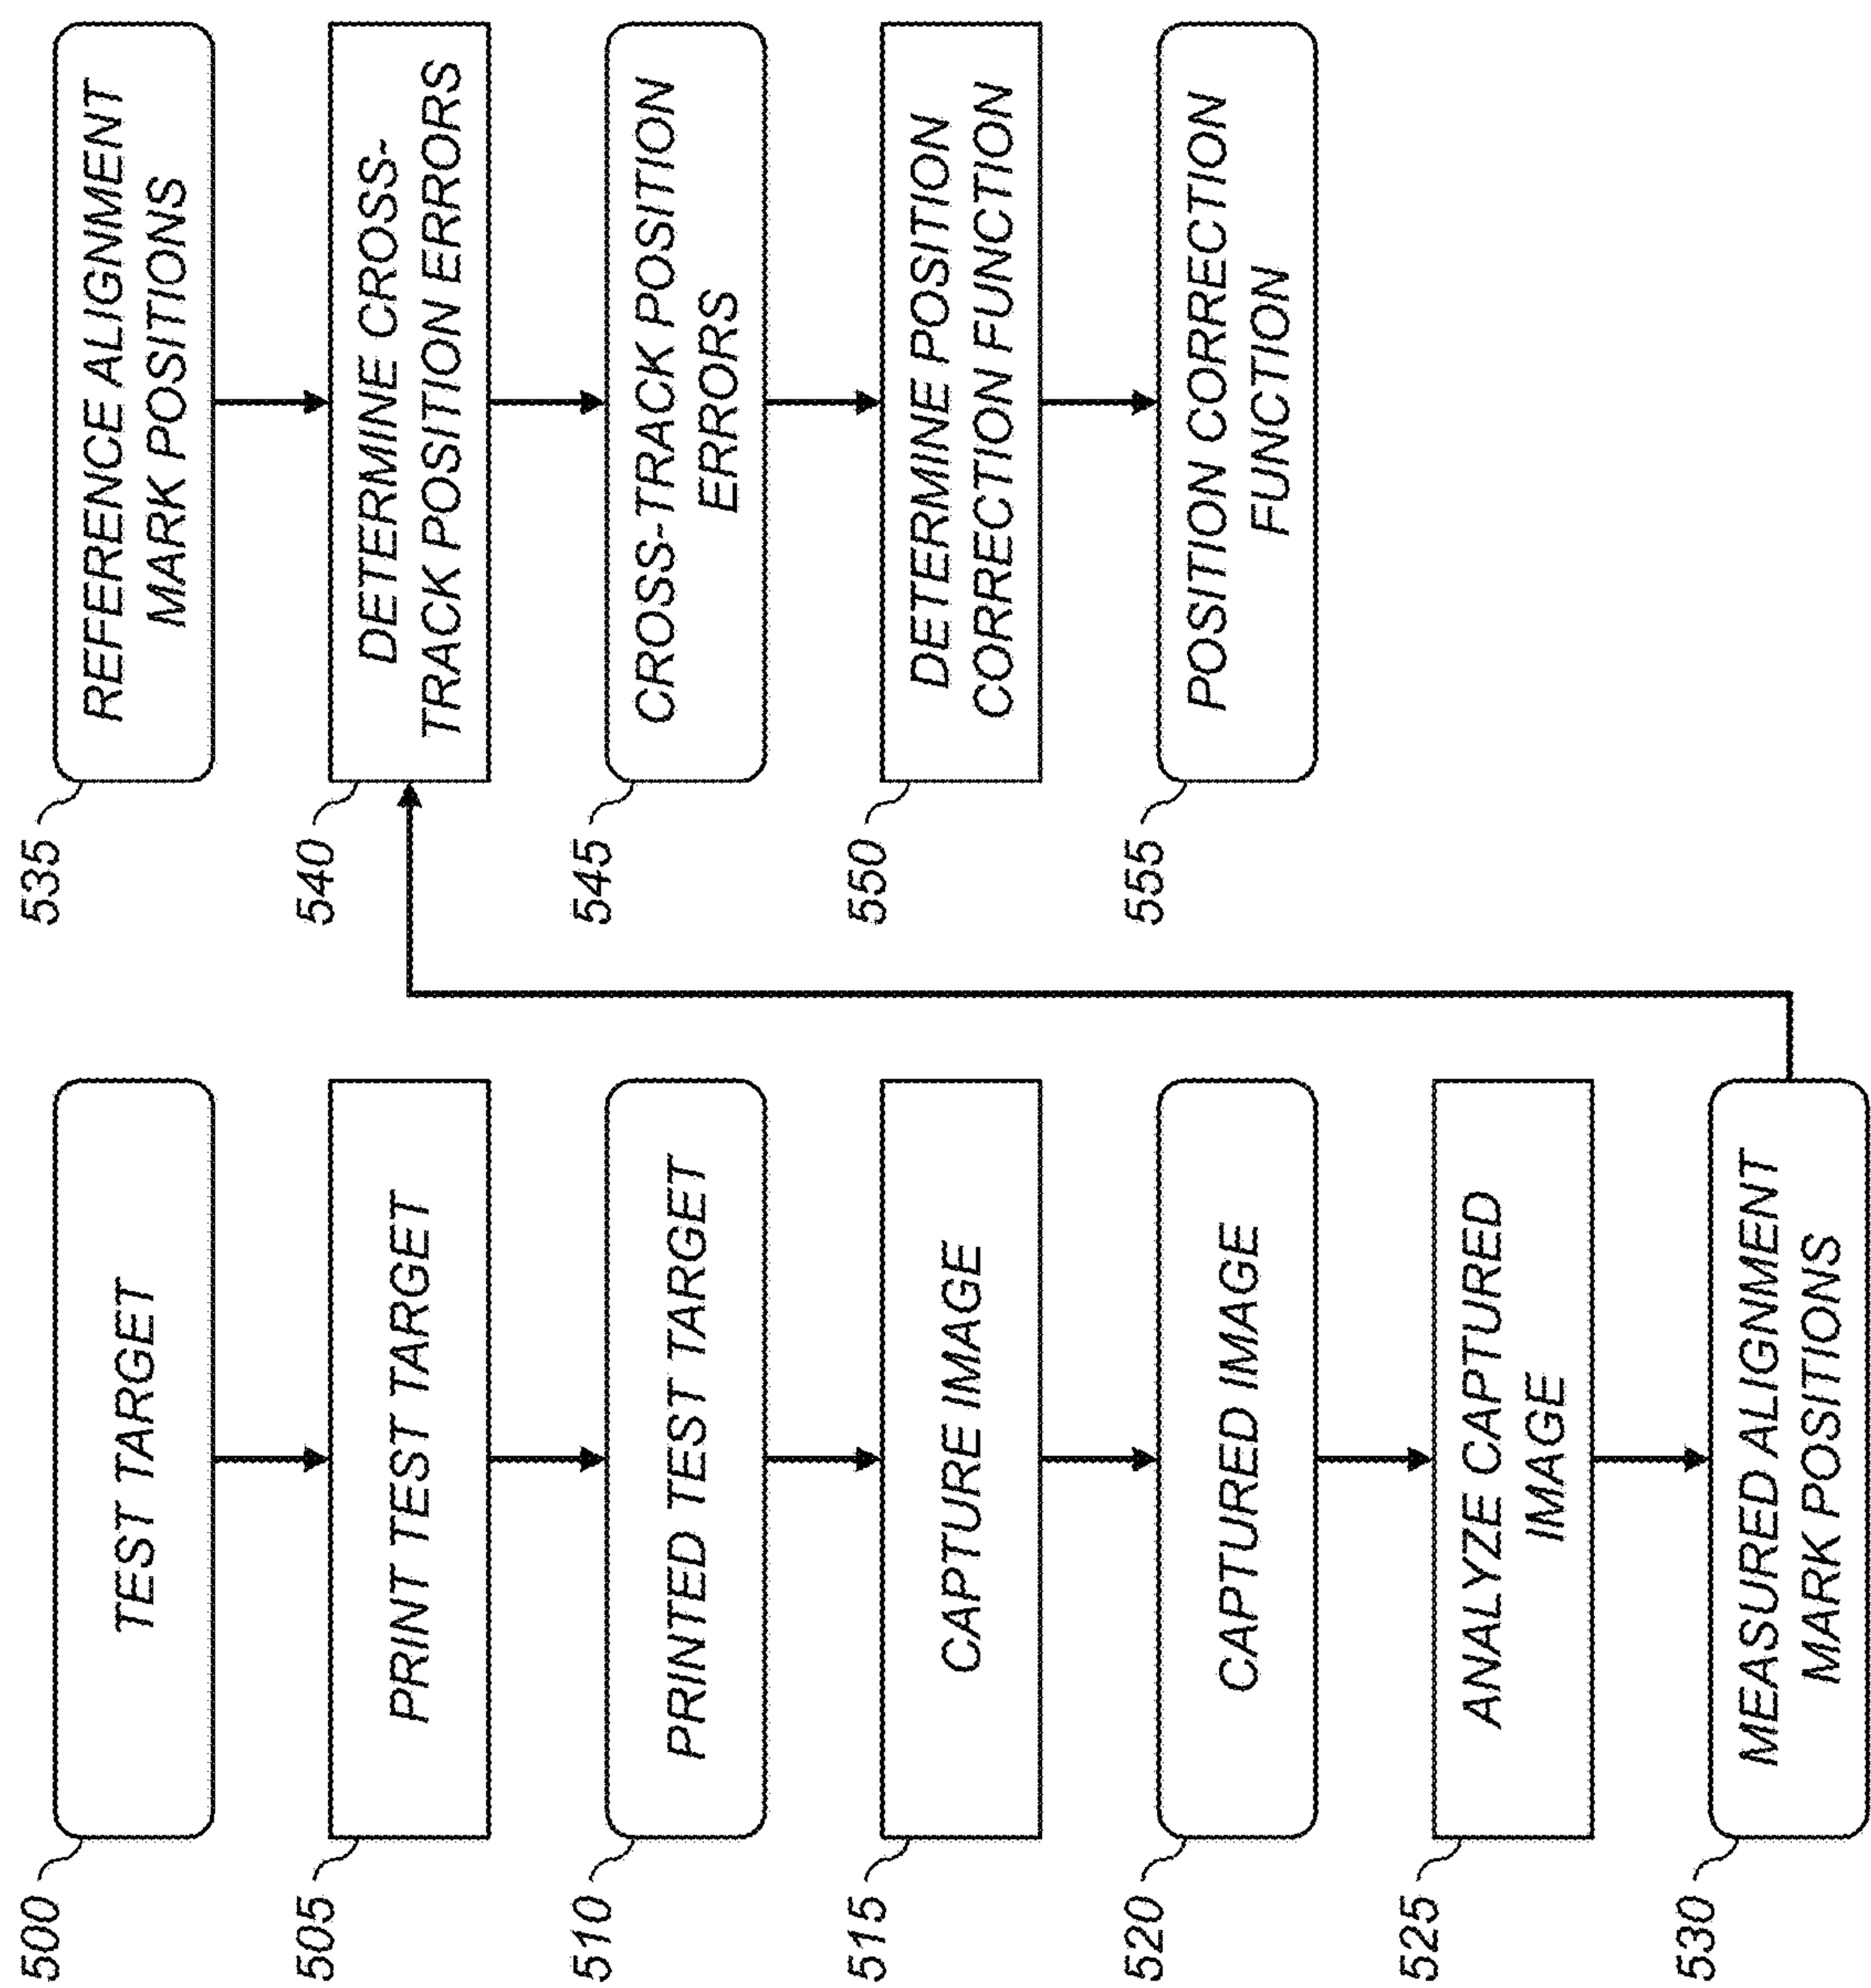 500
TEST TARGET
505
PRINT TEST TARGET
510
PRINTED TEST TARGET
515
CAPTURE IMAGE
520
CAPTURED IMAGE
525
ANALYZE CAPTURED
IMAGE
530
MEASURED ALIGNMENT
MARK POSITIONS
535
REFERENCE ALIGNMENT
MARK POSITIONS
540
DETERMINE CROSS-
TRACK POSITION ERRORS
545
CROSS-TRACK POSITION
ERRORS
550
DETERMINE POSITION
CORRECTION FUNCTION
555
POSITION CORRECTION
FUNCTION